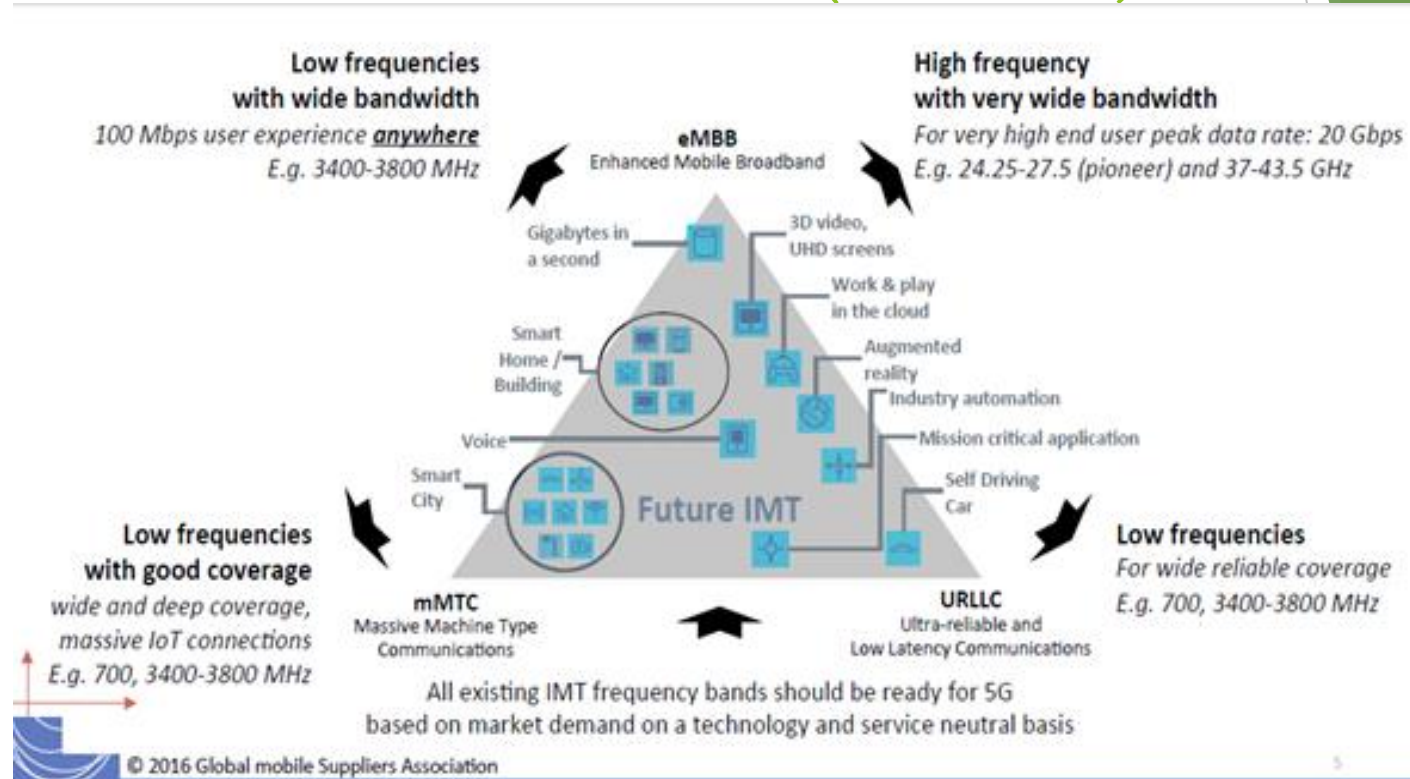 Low frequencies
with wide bandwidth
100 Mbps user experience anywhere
E.g. 3400-3800 MHz
High frequency
with very wide bandwidth
For very high end user peak data rate: 20 Gbps
E.g. 24.25-27.5 (pioneer) and 37-43.5 GHz
eMBB
Enhanced Mobile Broadband
Gigabytes in
a second
3D video,
UHD screens
Work & play
in the cloud
Smart
Home /
Building
Augmented
reality
Industry automation
Voice
Mission critical application
Smart
City
Self Driving
Car
Future IMT
Low frequencies
with good coverage
wide and deep coverage,
massive IoT connections
E.g. 700, 3400-3800 MHz
Low frequencies
For wide reliable coverage
E.g. 700, 3400-3800 MHz
mMTC
Massive Machine Type
Communications
URLLC
Ultra-reliable and
Low Latency Communications
All existing IMT frequency bands should be ready for 5G
based on market demand on a technology and service neutral basis
© 2016 Global mobile Suppliers Association
5